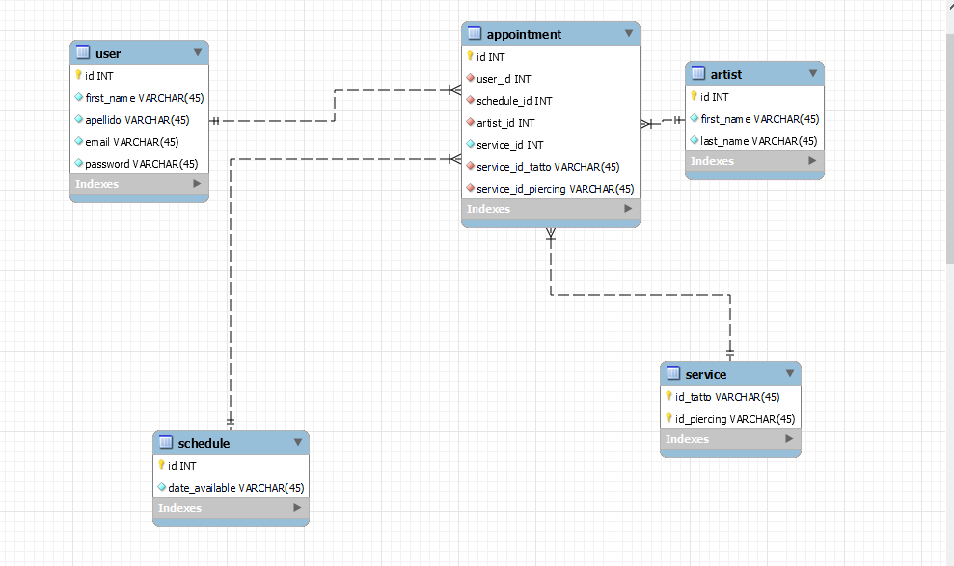 user
id INT
first_name VARCHAR(45)
apellido VARCHAR(45)
email VARCHAR(45)
password VARCHAR(45)
Indexes
appointment
id INT
user_d INT
schedule_id INT
artist_id INT
service_id INT
service_id_tatto VARCHAR(45)
service_id_piercing VARCHAR(45)
Indexes
artist
id INT
first_name VARCHAR(45)
last_name VARCHAR(45)
Indexes
service
id_tatto VARCHAR(45)
id_piercing VARCHAR(45)
Indexes
schedule
id INT
date_available VARCHAR(45)
Indexes